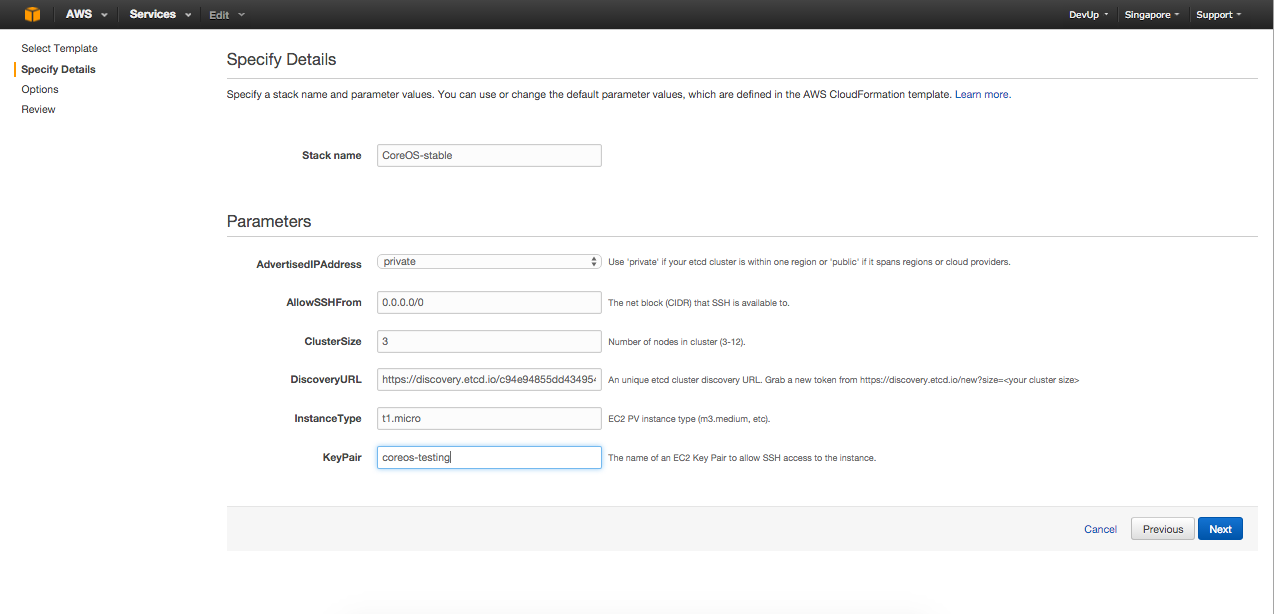 AWS Services Edit DevUp Singapore Support
Select Template
Specify Details
Options
Review
Specify Details
Specify a stack name and parameter values. You can use or change the default parameter values, which are defined in the AWS CloudFormation template. Learn more.
Stack name CoreOS-stable
Parameters
AdvertisedIPAddress private Use 'private' if your etcd cluster is within one region or 'public' if it spans regions or cloud providers.
AllowSSHFrom 0.0.0.0/0 The net block (CIDR) that SSH is available to.
ClusterSize 3 Number of nodes in cluster (3-12).
DiscoveryURL https://discovery.etcd.io/c94e94855dd434954 An unique etcd cluster discovery URL. Grab a new token from https://discovery.etcd.io/new?size=<your cluster size>
InstanceType t1.micro EC2 PV instance type (m3.medium, etc).
KeyPair coreos-testing The name of an EC2 Key Pair to allow SSH access to the instance.
Cancel Previous Next